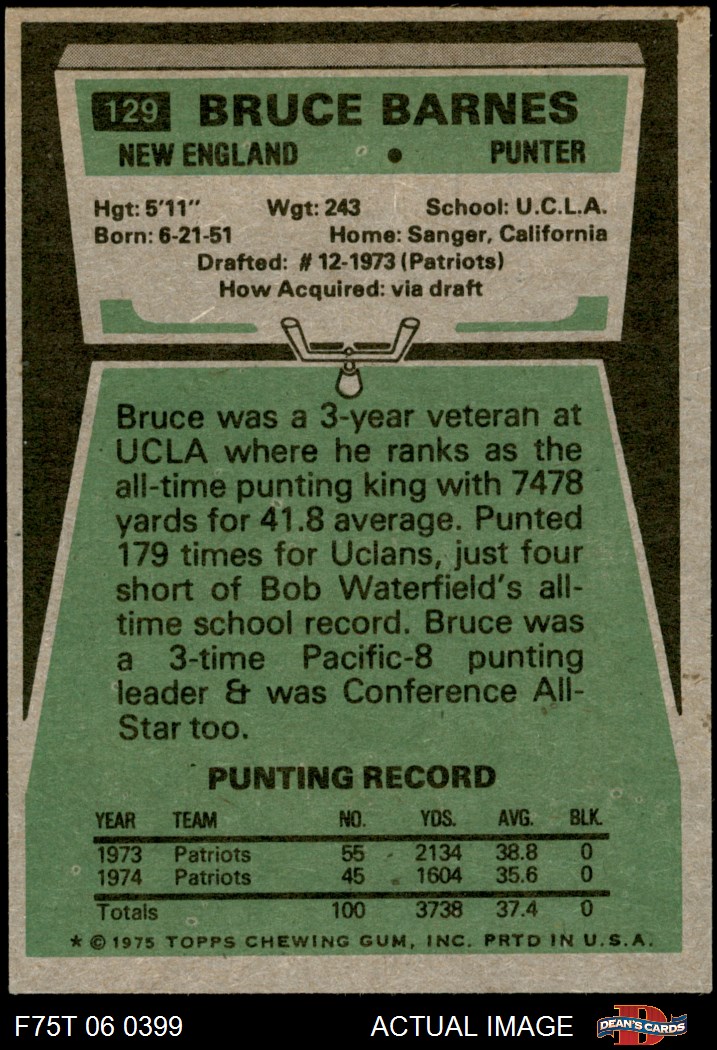 129 BRUCE BARNES
NEW ENGLAND • PUNTER
Hgt: 5'11" Wgt: 243 School: U.C.L.A.
Born: 6-21-51 Home: Sanger, California
Drafted: # 12-1973 (Patriots)
How Acquired: via draft
Bruce was a 3-year veteran at
UCLA where he ranks as the
all-time punting king with 7478
yards for 41.8 average. Punted
179 times for Uclans, just four
short of Bob Waterfield's all-
time school record. Bruce was
a 3-time Pacific-8 punting
leader & was Conference All-
Star too.
PUNTING RECORD
YEAR TEAM NO. YDS. AVG. BLK.
1973 Patriots 55 2134 38.8 0
1974 Patriots 45 1604 35.6 0
Totals 100 3738 37.4 0
* © 1975 TOPPS CHEWING GUM, INC. PRTD IN U.S.A.
F75T 06 0399 ACTUAL IMAGE D DEAN'S CARDS